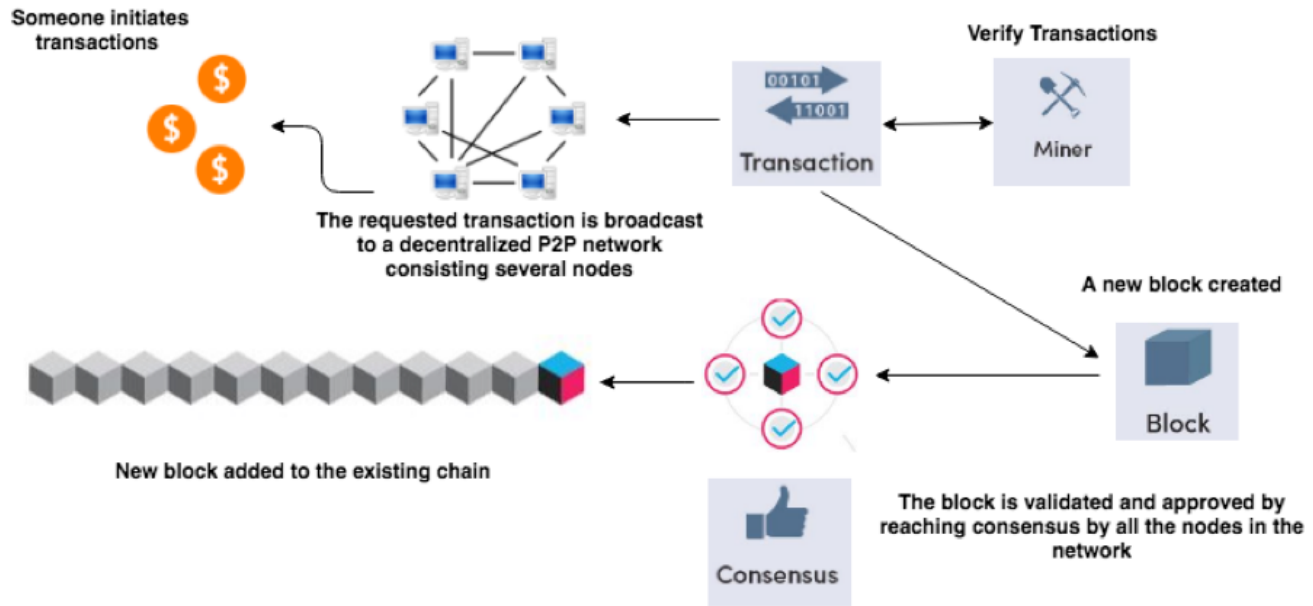 Someone initiates
transactions
$
$
$
The requested transaction is broadcast
to a decentralized P2P network
consisting several nodes
00101
11001
Transaction
Verify Transactions
Miner
A new block created
Block
New block added to the existing chain
Consensus
The block is validated and approved by
reaching consensus by all the nodes in the
network